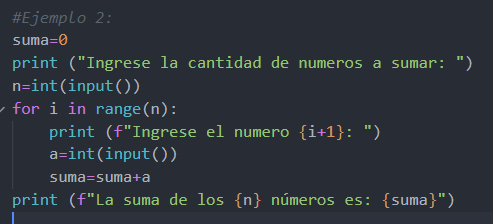 #Ejemplo 2:
suma=0
print ("Ingrese la cantidad de numeros a sumar: ")
n=int(input())
for i in range(n):
    print (f"Ingrese el numero {i+1}: ")
    a=int(input())
    suma=suma+a
print (f"La suma de los {n} números es: {suma}")